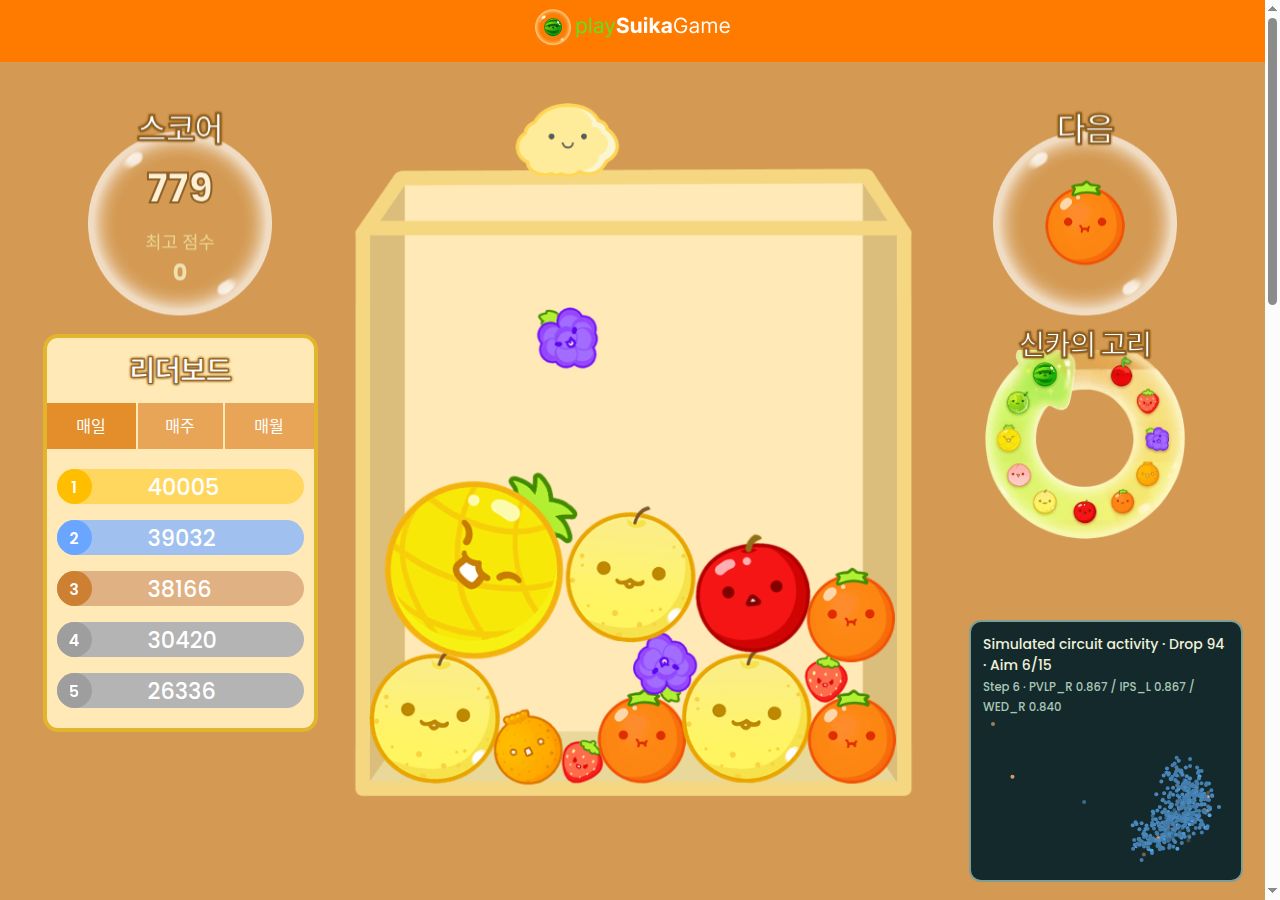 playSuikaGame
스코어
779
최고 점수
0
리더보드
매일
매주
매월
1 40005
2 39032
3 38166
4 30420
5 26336
다음
신카의 고리
Simulated circuit activity · Drop 94
· Aim 6/15
Step 6 · PVLP_R 0.867 / IPS_L 0.867 /
WED_R 0.840